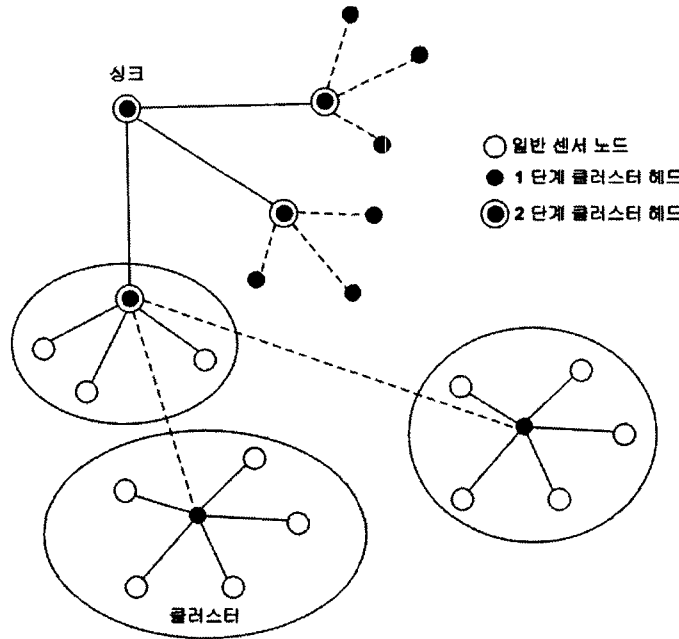 싱크
일반 센서 노드
1 단계 클러스터 헤드
2 단계 클러스터 헤드
클러스터